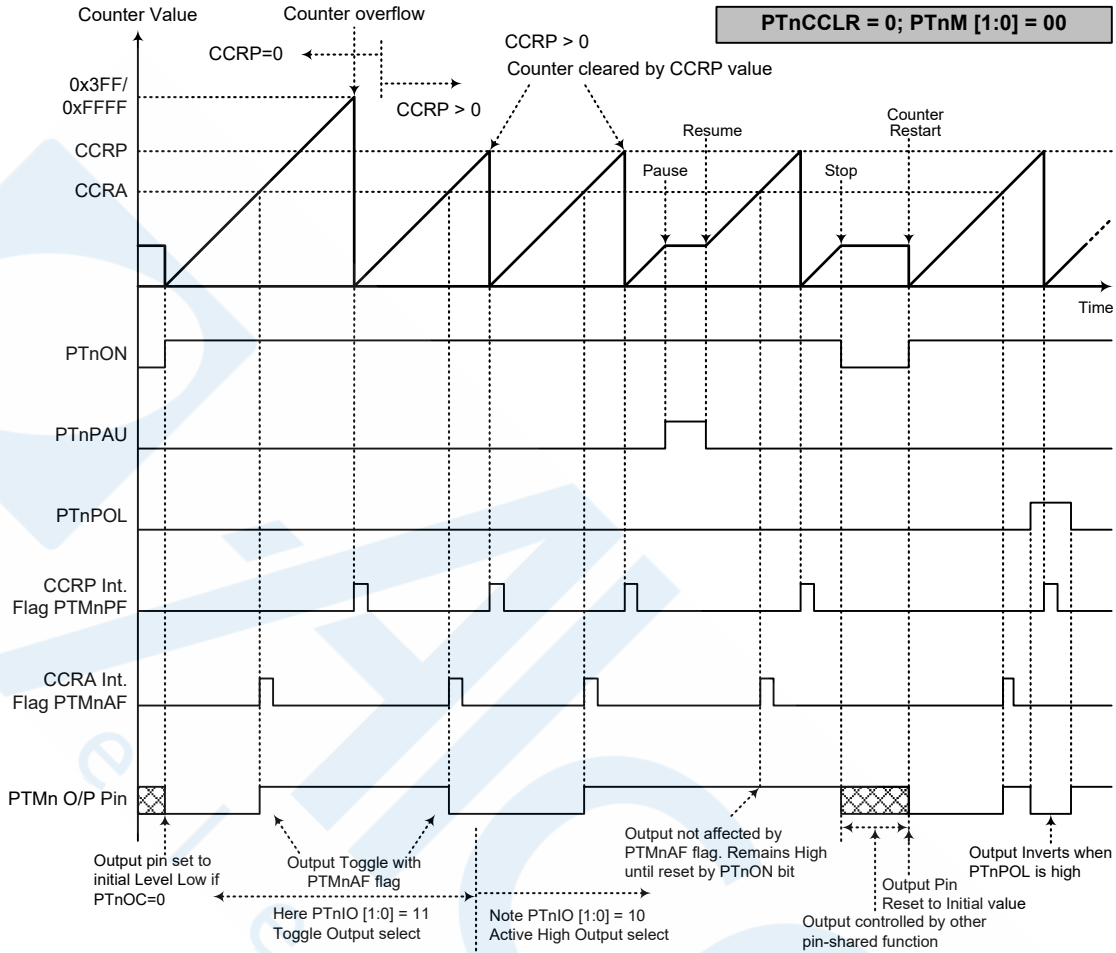 Counter Value
Counter overflow
PTnCCLR = 0; PTnM [1:0] = 00
CCRP=0
CCRP > 0
CCRP > 0
Counter cleared by CCRP value
0x3FF/
0xFFFF
CCRP
CCRA
Pause
Resume
Stop
Counter
Restart
Time
PTnON
PTnPAU
PTnPOL
CCRP Int.
Flag PTMnPF
CCRA Int.
Flag PTMnAF
PTMn O/P Pin
Output pin set to
initial Level Low if
PTnOC=0
Output Toggle with
PTMnAF flag
Here PTnIO [1:0] = 11
Toggle Output select
Note PTnIO [1:0] = 10
Active High Output select
Output not affected by
PTMnAF flag. Remains High
until reset by PTnON bit
Output controlled by other
pin-shared function
Output Pin
Reset to Initial value
Output Inverts when
PTnPOL is high